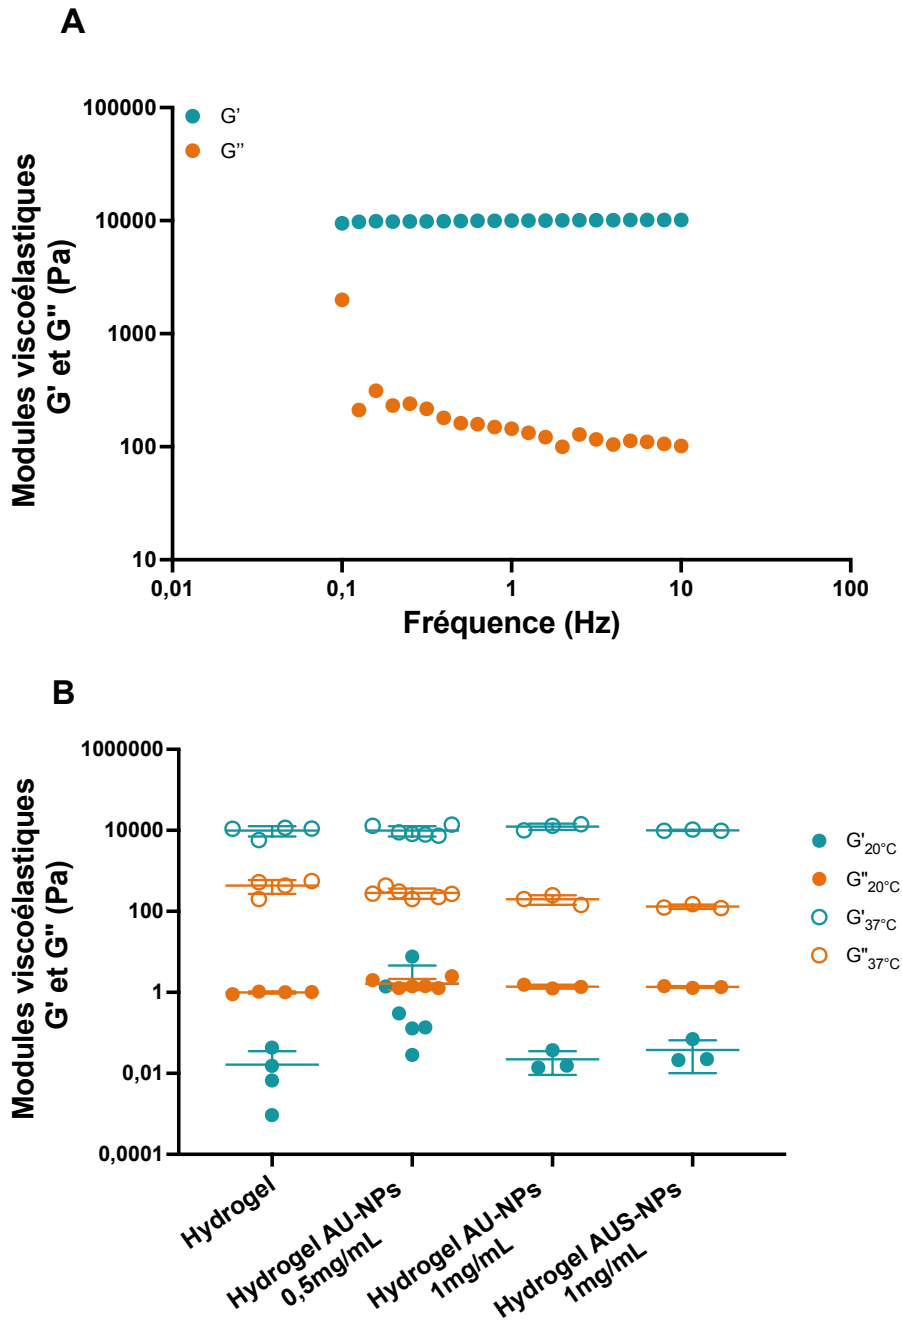 A
100000
10000
1000
100
10
0,01
0,1
1
10
100
G'
G''
Modules viscoélastiques
G' et G" (Pa)
Fréquence (Hz)
B
1000000
10000
100
1
0,01
0,0001
Modules viscoélastiques
G' et G" (Pa)
G'20°C
G"20°C
G'37°C
G"37°C
Hydrogel
Hydrogel AU-NPs
0,5mg/mL
Hydrogel AU-NPs
1mg/mL
Hydrogel AUS-NPs
1mg/mL